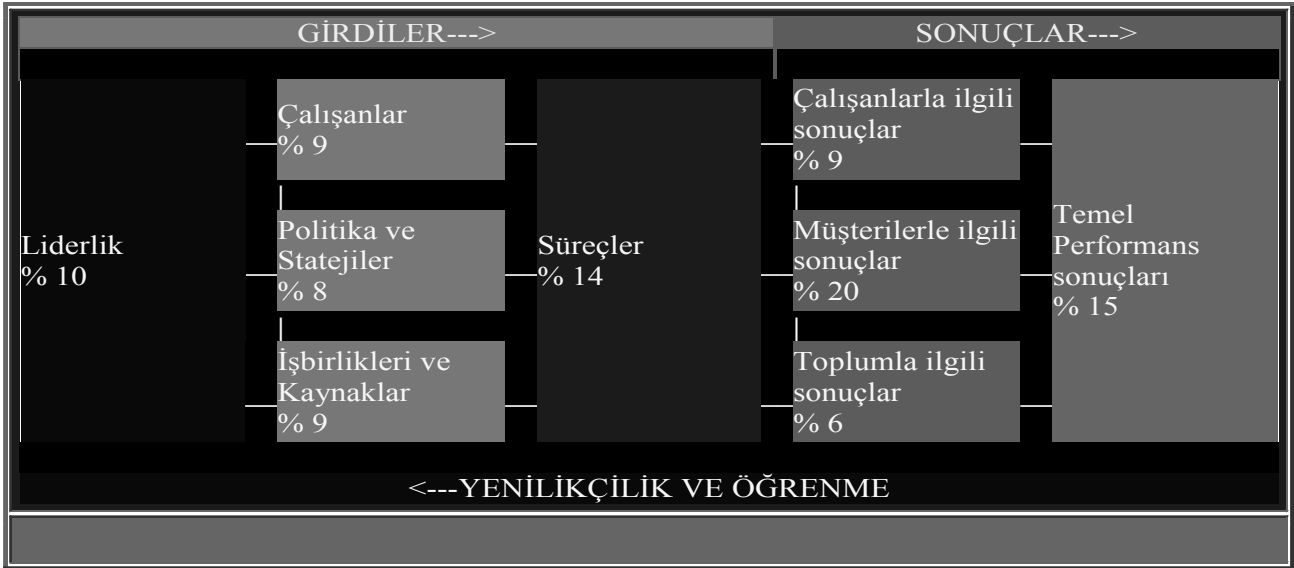 GİRDİLER--->
SONUÇLAR--->
Liderlik
% 10
Çalışanlar
% 9
Politika ve
Statejiler
% 8
İşbirlikleri ve
Kaynaklar
% 9
Süreçler
% 14
Çalışanlarla ilgili
sonuçlar
% 9
Müşterilerle ilgili
sonuçlar
% 20
Toplumla ilgili
sonuçlar
% 6
Temel
Performans
sonuçları
% 15
<---YENİLİKÇİLİK VE ÖĞRENME